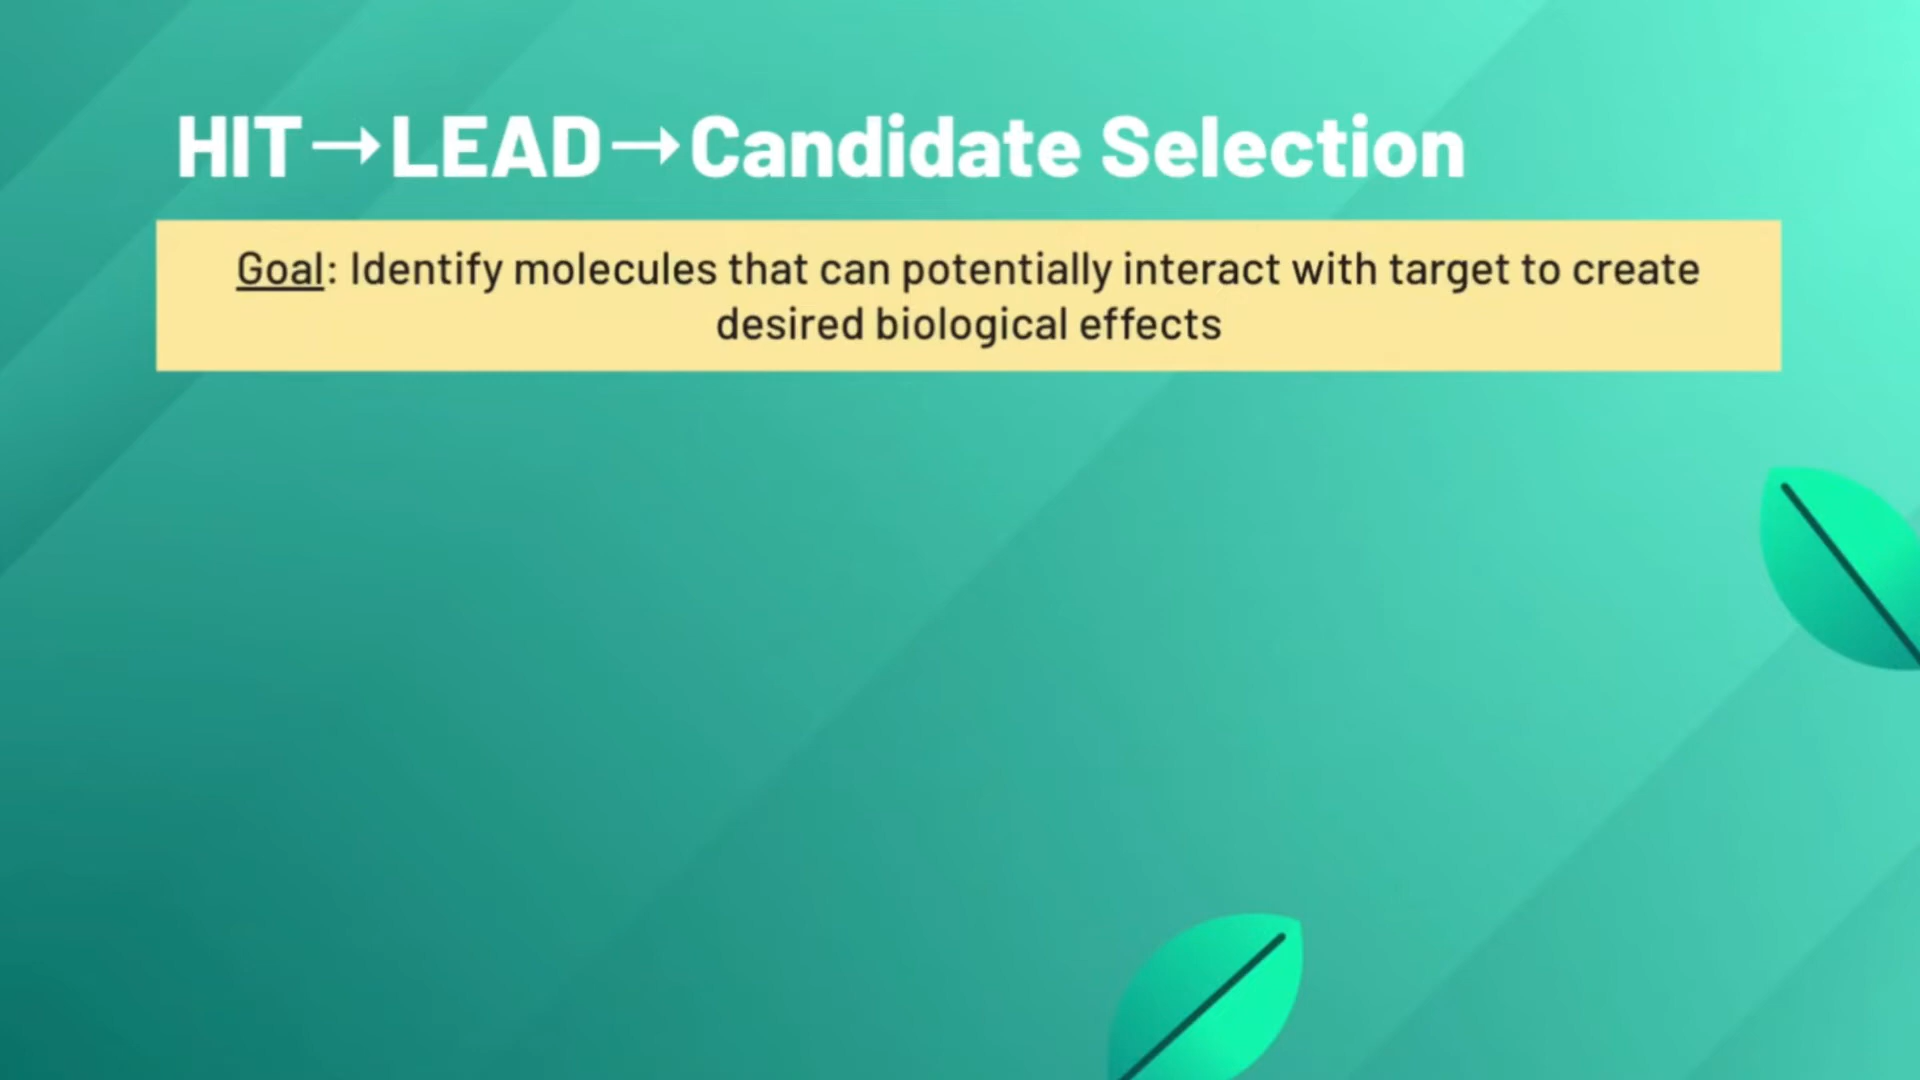 HIT→LEAD→Candidate Selection
Goal: Identify molecules that can potentially interact with target to create
desired biological effects